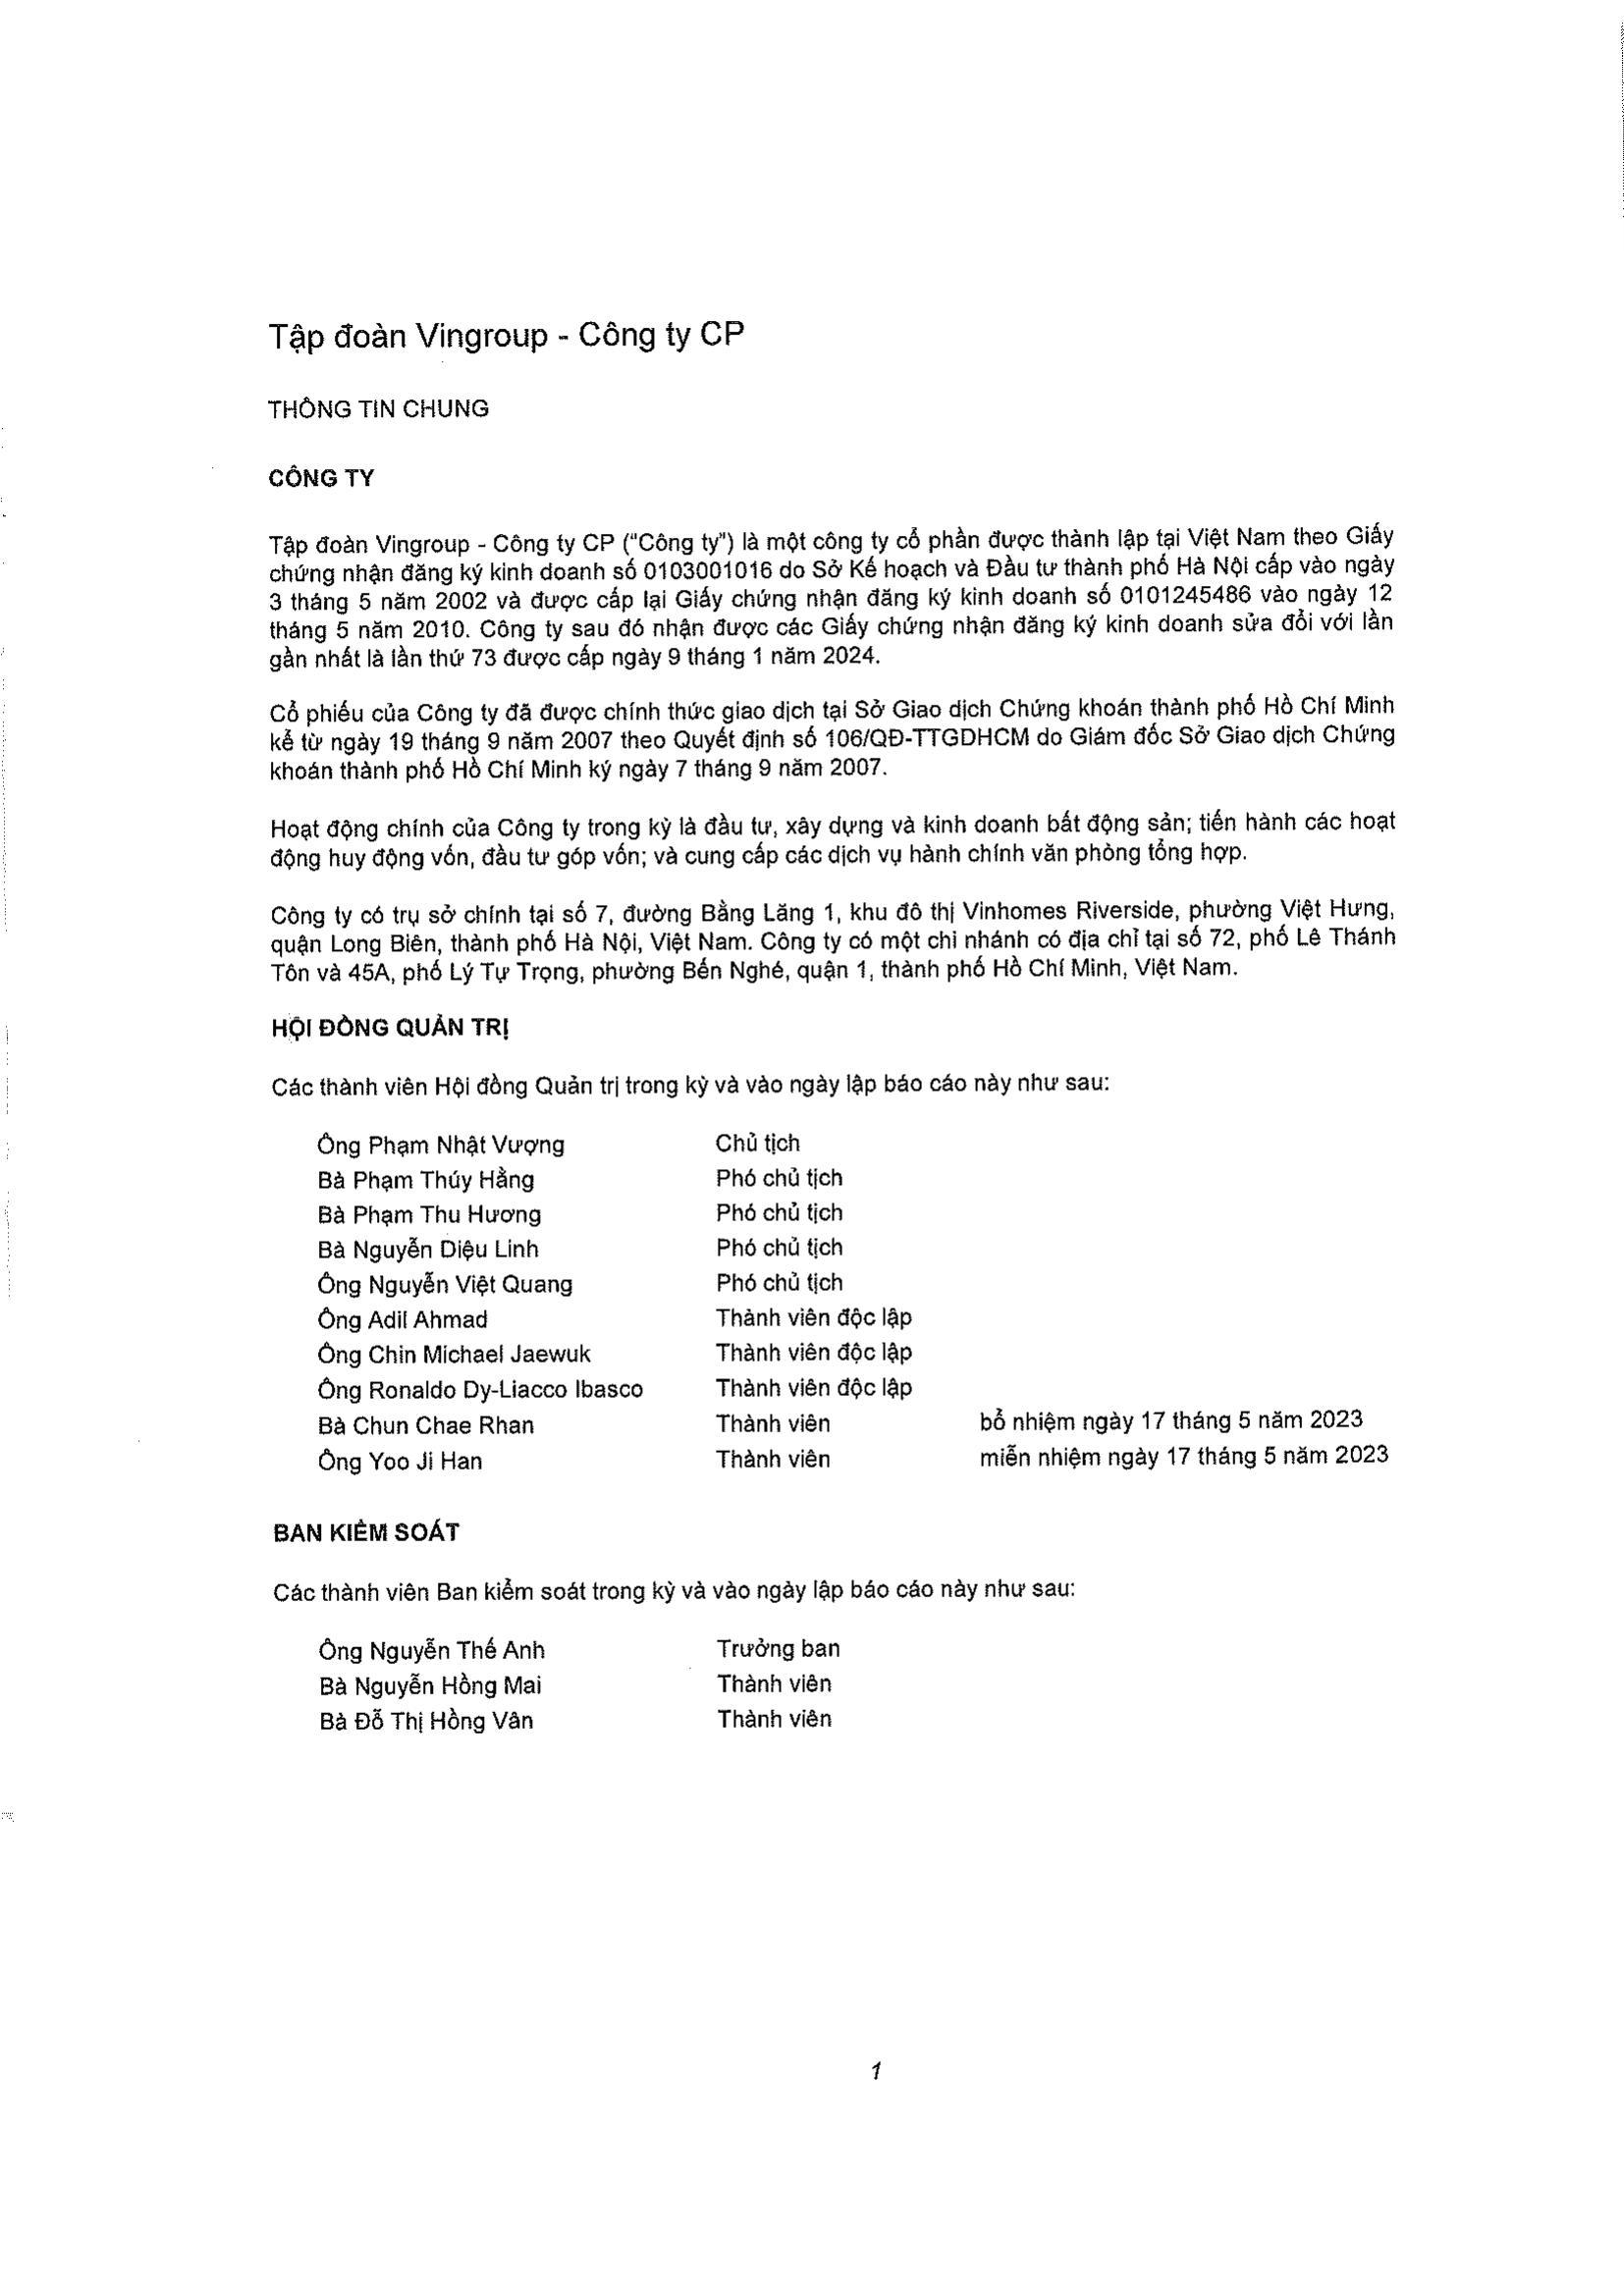 Tập đoàn Vingroup - Công ty CP
THÔNG TIN CHUNG
CÔNG TY
Tập đoàn Vingroup - Công ty CP ("Công ty") là một công ty cổ phần được thành lập tại Việt Nam theo Giấy
chứng nhận đăng ký kinh doanh số 0103001016 do Sở Kế hoạch và Đầu tư thành phố Hà Nội cấp vào ngày
3 tháng 5 năm 2002 và được cấp lại Giấy chứng nhận đăng ký kinh doanh số 0101245486 vào ngày 12
tháng 5 năm 2010. Công ty sau đó nhận được các Giấy chứng nhận đăng ký kinh doanh sửa đổi với lần
gần nhất là lần thứ 73 được cấp ngày 9 tháng 1 năm 2024.
Cổ phiếu của Công ty đã được chính thức giao dịch tại Sở Giao dịch Chứng khoán thành phố Hồ Chí Minh
kể từ ngày 19 tháng 9 năm 2007 theo Quyết định số 106/QĐ-TTGDHCM do Giám đốc Sở Giao dịch Chứng
khoán thành phố Hồ Chí Minh ký ngày 7 tháng 9 năm 2007.
Hoạt động chính của Công ty trong kỳ là đầu tư, xây dựng và kinh doanh bất động sản; tiến hành các hoạt
động huy động vốn, đầu tư góp vốn; và cung cấp các dịch vụ hành chính văn phòng tổng hợp.
Công ty có trụ sở chính tại số 7, đường Bằng Lăng 1, khu đô thị Vinhomes Riverside, phường Việt Hưng,
quận Long Biên, thành phố Hà Nội, Việt Nam. Công ty có một chi nhánh có địa chỉ tại số 72, phố Lê Thánh
Tôn và 45A, phố Lý Tự Trọng, phường Bến Nghé, quận 1, thành phố Hồ Chí Minh, Việt Nam.
HỘI ĐỒNG QUẢN TRỊ
Các thành viên Hội đồng Quản trị trong kỳ và vào ngày lập báo cáo này như sau:
Ông Phạm Nhật Vượng Chủ tịch
Bà Phạm Thúy Hằng Phó chủ tịch
Bà Phạm Thu Hương Phó chủ tịch
Bà Nguyễn Diệu Linh Phó chủ tịch
Ông Nguyễn Việt Quang Phó chủ tịch
Ông Adil Ahmad Thành viên độc lập
Ông Chin Michael Jaewuk Thành viên độc lập
Ông Ronaldo Dy-Liacco Ibasco Thành viên độc lập
Bà Chun Chae Rhan Thành viên bổ nhiệm ngày 17 tháng 5 năm 2023
Ông Yoo Ji Han Thành viên miễn nhiệm ngày 17 tháng 5 năm 2023
BAN KIỂM SOÁT
Các thành viên Ban kiểm soát trong kỳ và vào ngày lập báo cáo này như sau:
Ông Nguyễn Thế Anh Trưởng ban
Bà Nguyễn Hồng Mai Thành viên
Bà Đỗ Thị Hồng Vân Thành viên
1